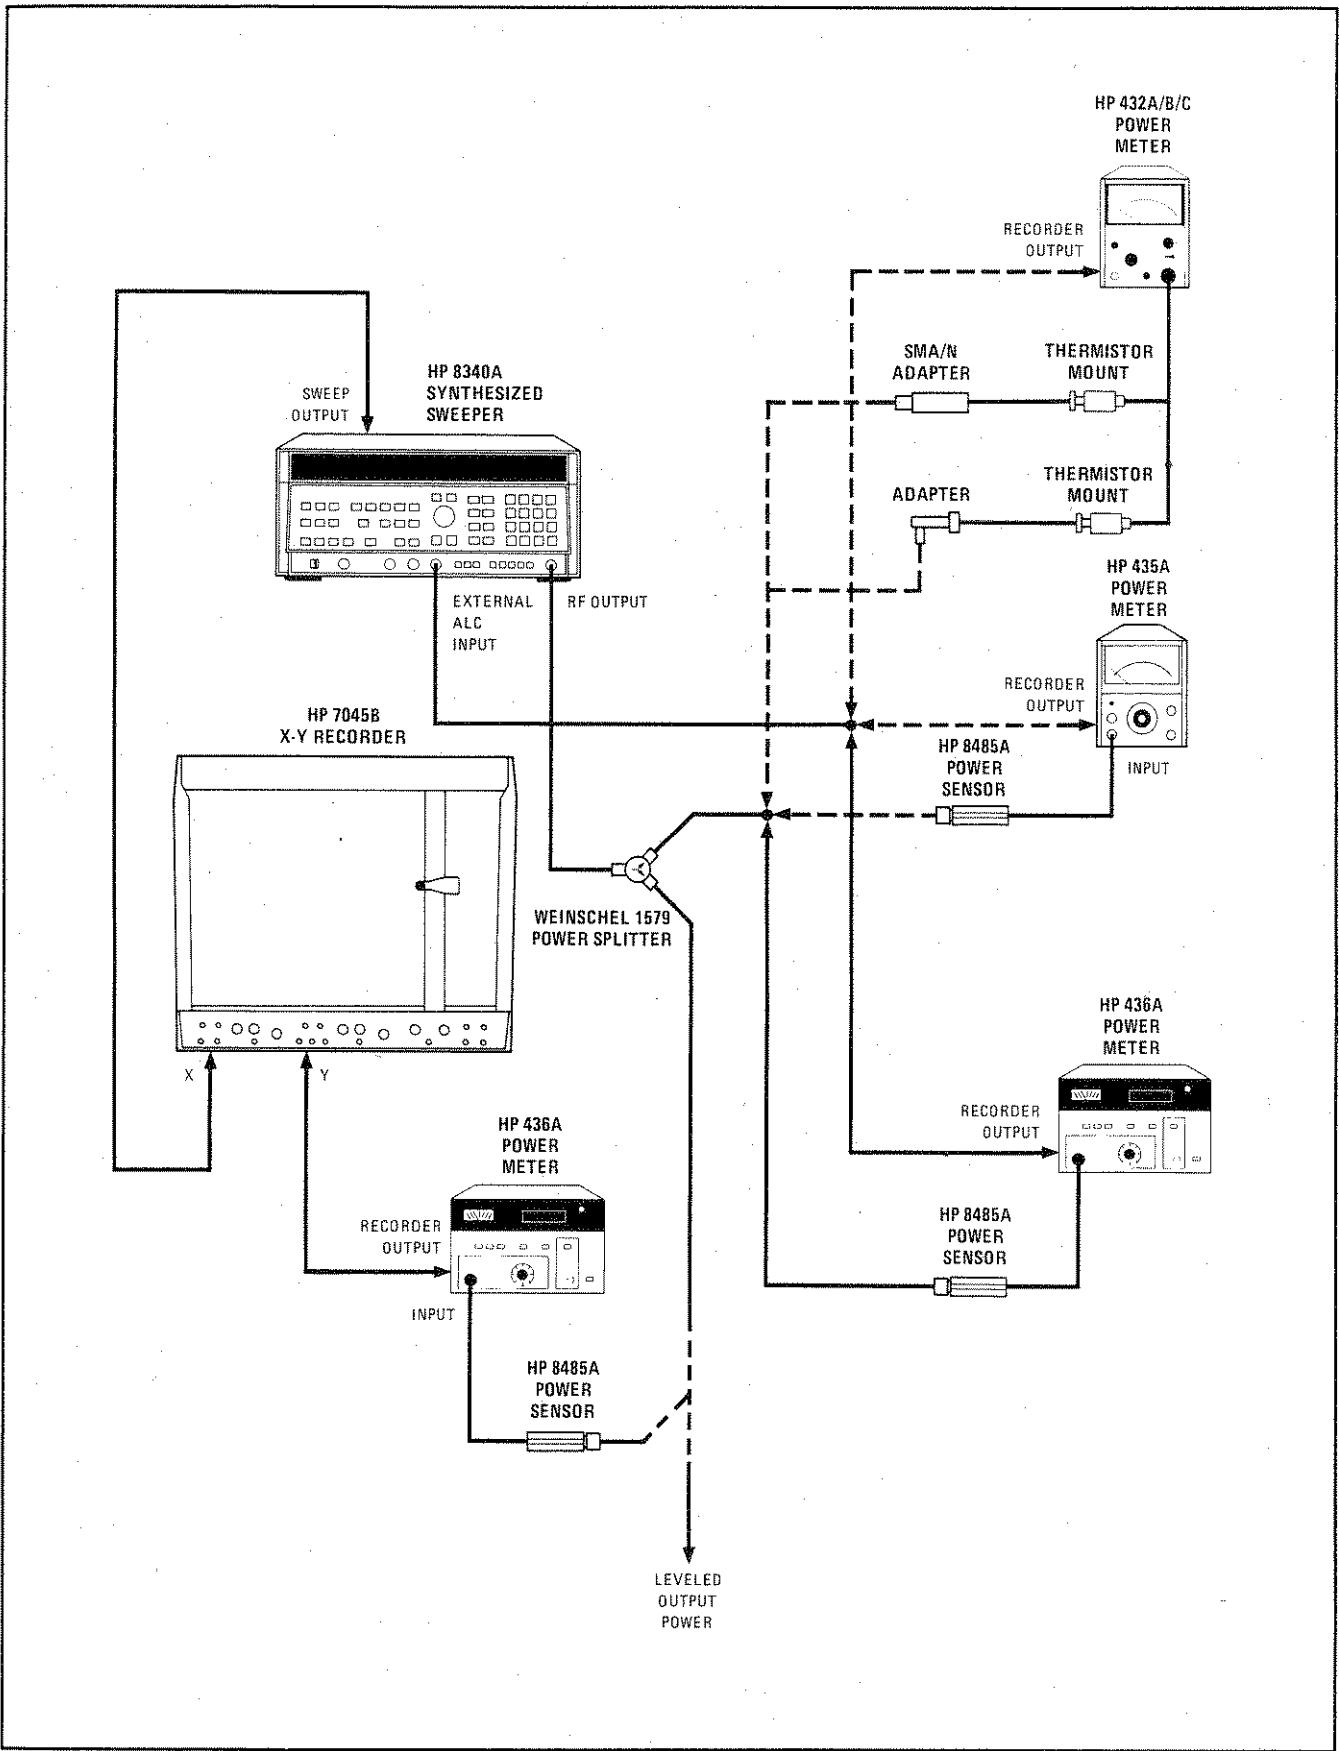 HP 432A/B/C
POWER
METER
RECORDER
OUTPUT
SMA/N
ADAPTER
THERMISTOR
MOUNT
HP 8340A
SYNTHESIZED
SWEEPER
SWEEP
OUTPUT
ADAPTER
THERMISTOR
MOUNT
HP 435A
POWER
METER
EXTERNAL
ALC
INPUT
RF OUTPUT
RECORDER
OUTPUT
HP 7045B
X-Y RECORDER
HP 8485A
POWER
SENSOR
INPUT
WEINSCHEL 1579
POWER SPLITTER
HP 436A
POWER
METER
X
Y
RECORDER
OUTPUT
HP 436A
POWER
METER
RECORDER
OUTPUT
INPUT
HP 8485A
POWER
SENSOR
HP 8485A
POWER
SENSOR
LEVELED
OUTPUT
POWER